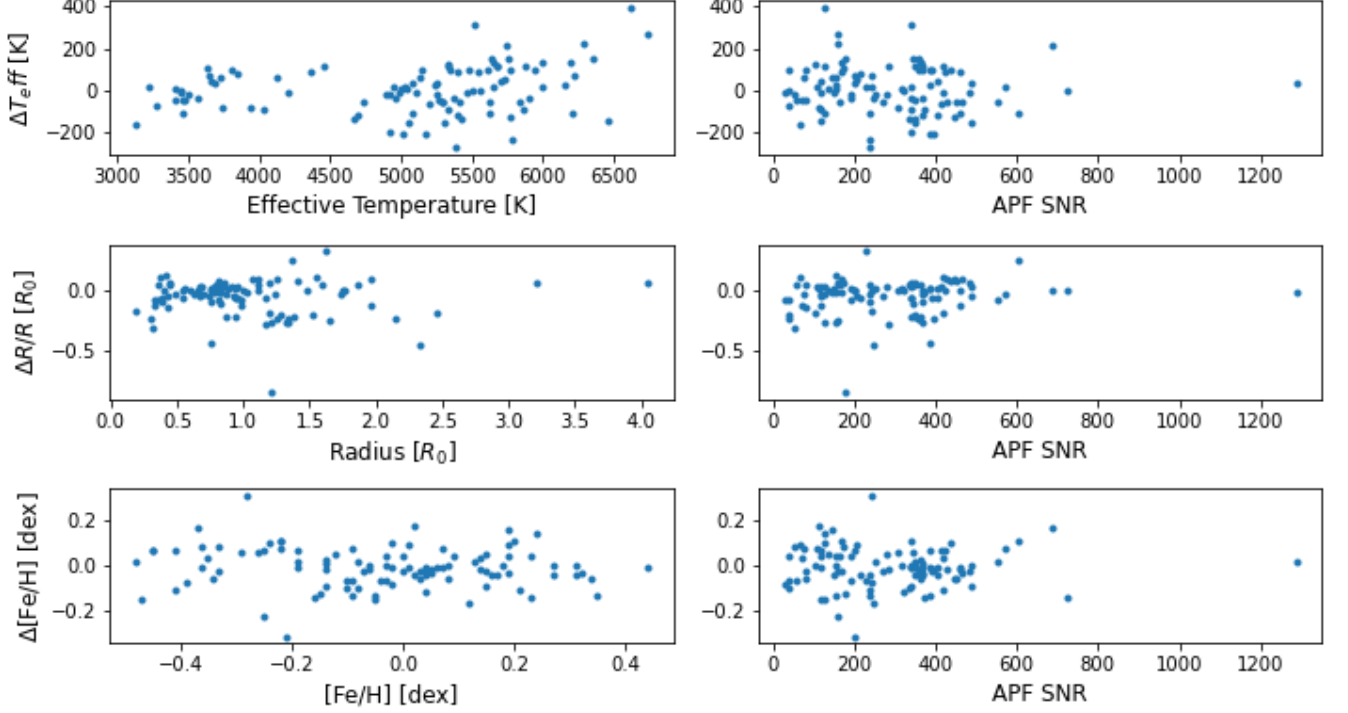 400
200
0
−200
ΔT_eff [K]
3000 3500 4000 4500 5000 5500 6000 6500
Effective Temperature [K]
400
200
0
−200
0 200 400 600 800 1000 1200
APF SNR
0.0
−0.5
ΔR/R [R_0]
0.0 0.5 1.0 1.5 2.0 2.5 3.0 3.5 4.0
Radius [R_0]
0.0
−0.5
0 200 400 600 800 1000 1200
APF SNR
0.2
0.0
−0.2
Δ[Fe/H] [dex]
−0.4 −0.2 0.0 0.2 0.4
[Fe/H] [dex]
0.2
0.0
−0.2
0 200 400 600 800 1000 1200
APF SNR